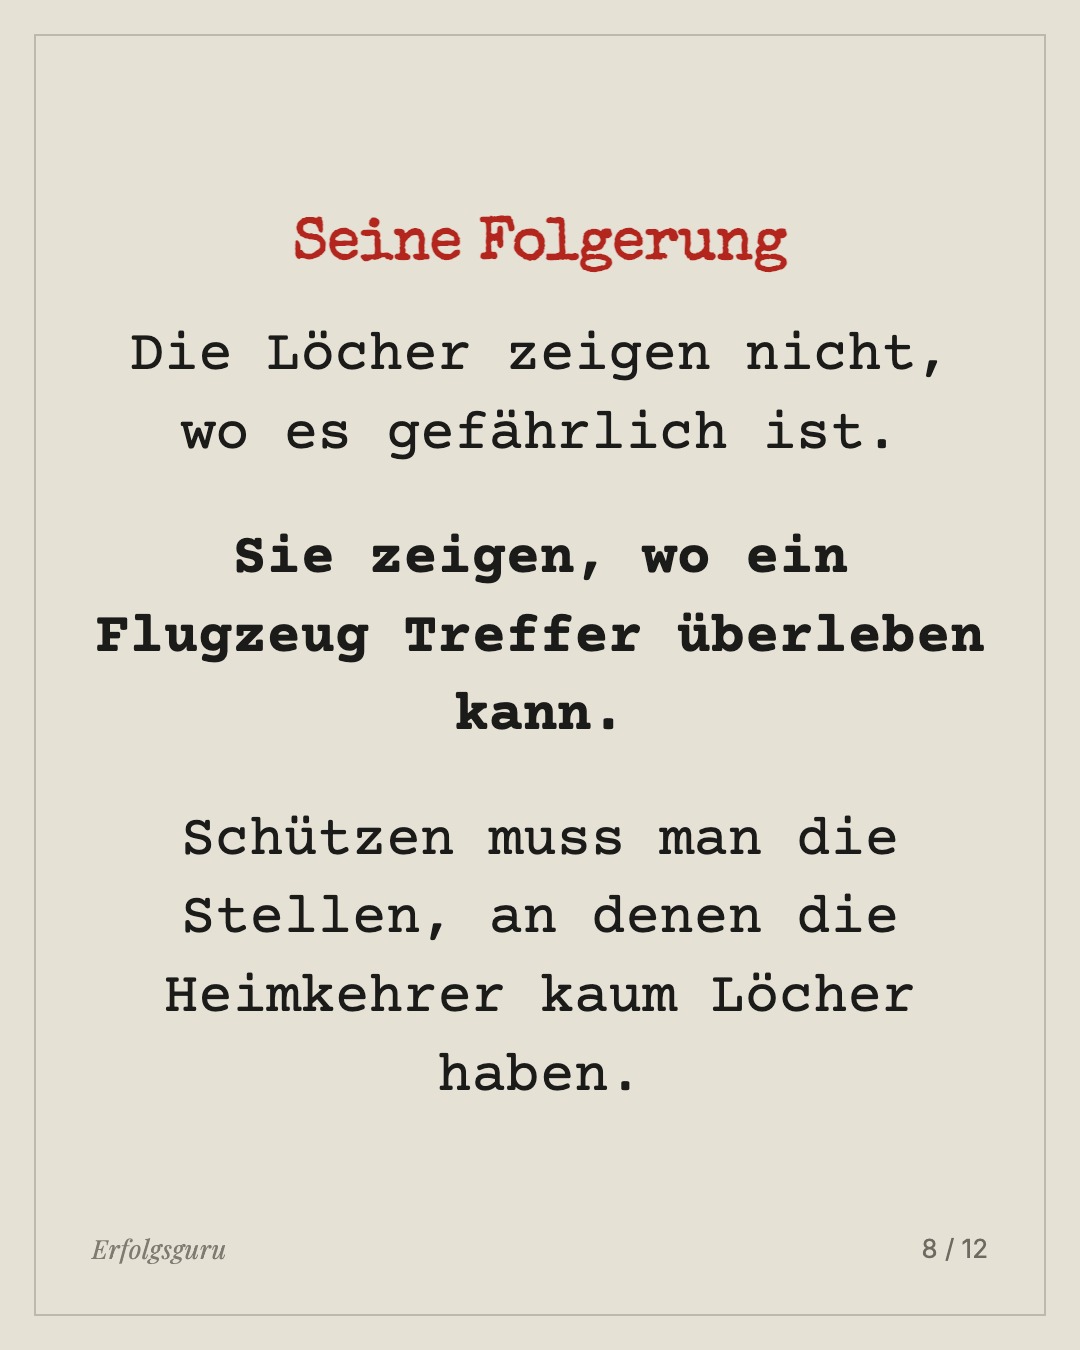 Seine Folgerung
Die Löcher zeigen nicht,
wo es gefährlich ist.
Sie zeigen, wo ein
Flugzeug Treffer überleben
kann.
Schützen muss man die
Stellen, an denen die
Heimkehrer kaum Löcher
haben.
Erfolgsguru
8 / 12